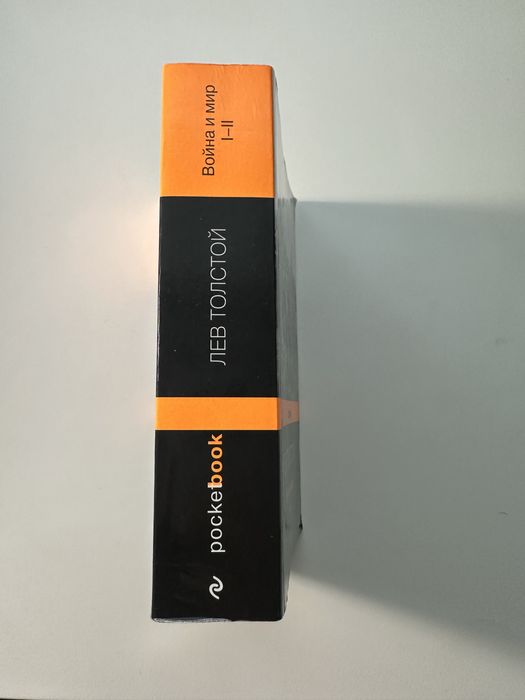 Война и мир
I–II
ЛЕВ ТОЛСТОЙ
pocketbook